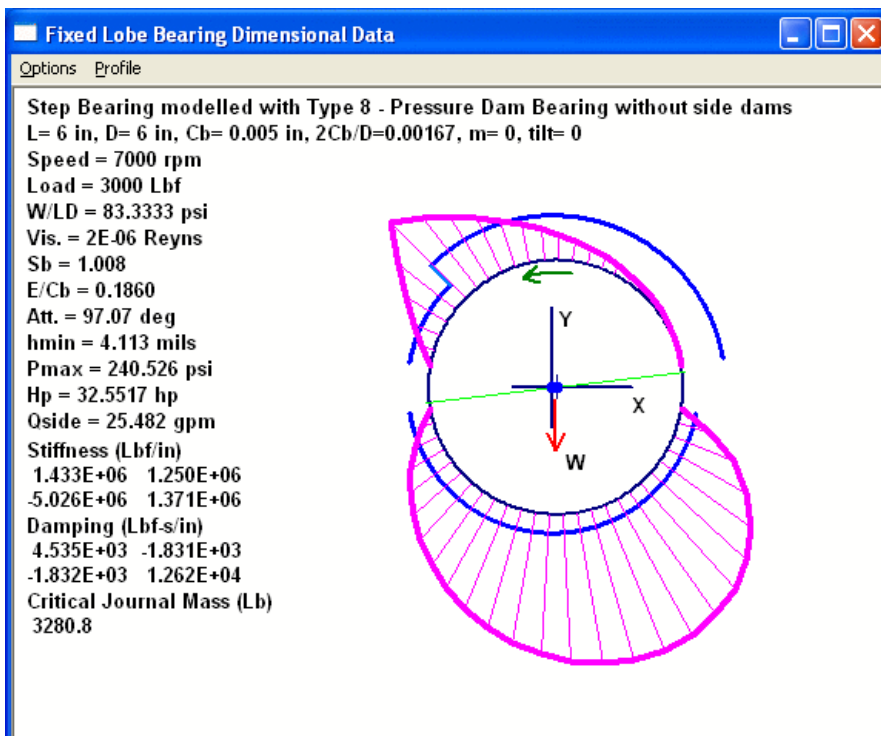 Fixed Lobe Bearing Dimensional Data
Options Profile
Step Bearing modelled with Type 8 - Pressure Dam Bearing without side dams
L= 6 in, D= 6 in, Cb= 0.005 in, 2Cb/D=0.00167, m= 0, tilt= 0
Speed = 7000 rpm
Load = 3000 Lbf
W/LD = 83.3333 psi
Vis. = 2E-06 Reyns
Sb = 1.008
E/Cb = 0.1860
Att. = 97.07 deg
hmin = 4.113 mils
Pmax = 240.526 psi
Hp = 32.5517 hp
Qside = 25.482 gpm
Stiffness (Lbf/in)
1.433E+06 1.250E+06
-5.026E+06 1.371E+06
Damping (Lbf-s/in)
4.535E+03 -1.831E+03
-1.832E+03 1.262E+04
Critical Journal Mass (Lb)
3280.8
Y
X
W